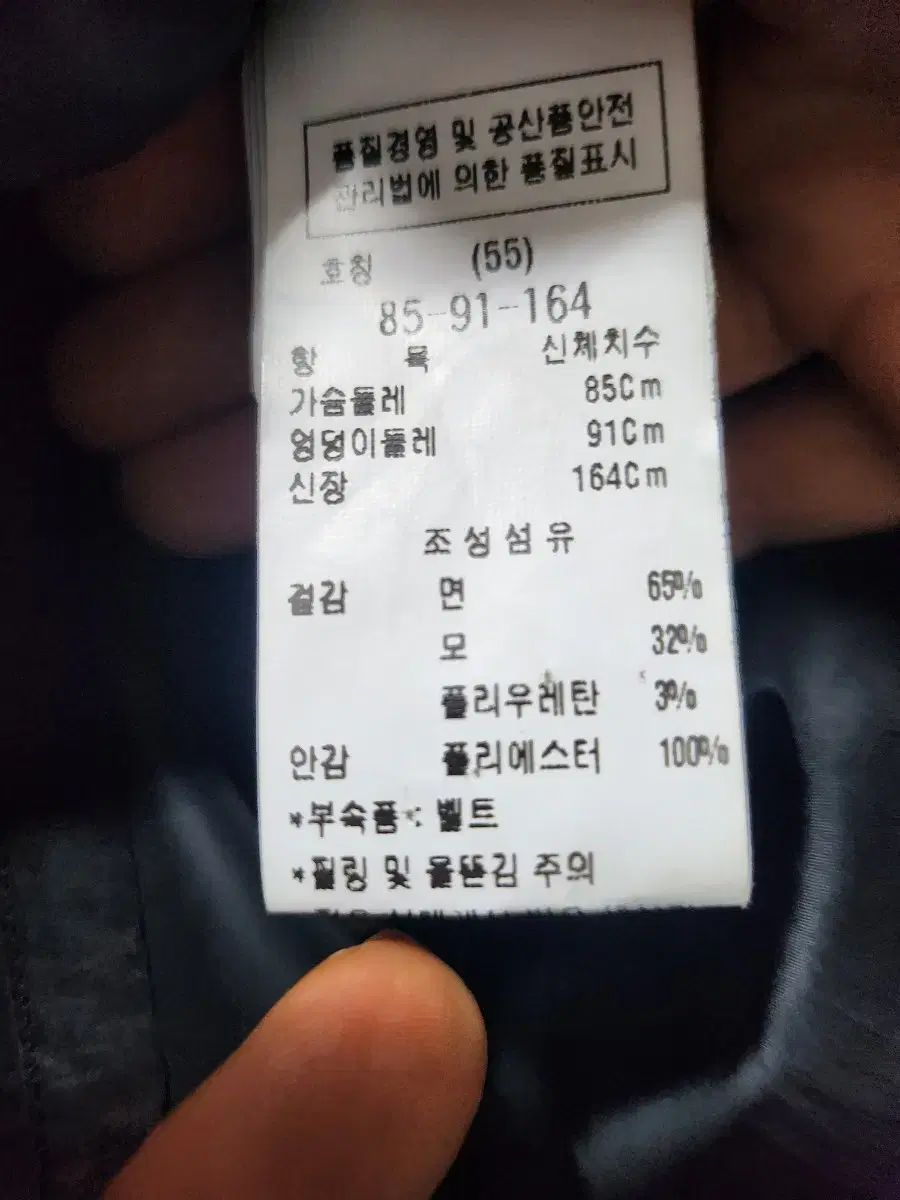 품질경영 및 공산품안전
관리법에 의한 품질표시
호칭 (55)
85-91-164
항 목 신체치수
가슴둘레 85Cm
엉덩이둘레 91Cm
신장 164Cm
조성섬유
겉감 면 65%
모 32%
폴리우레탄 3%
안감 폴리에스터 100%
*부속품*: 벨트
*필링 및 올뜯김 주의